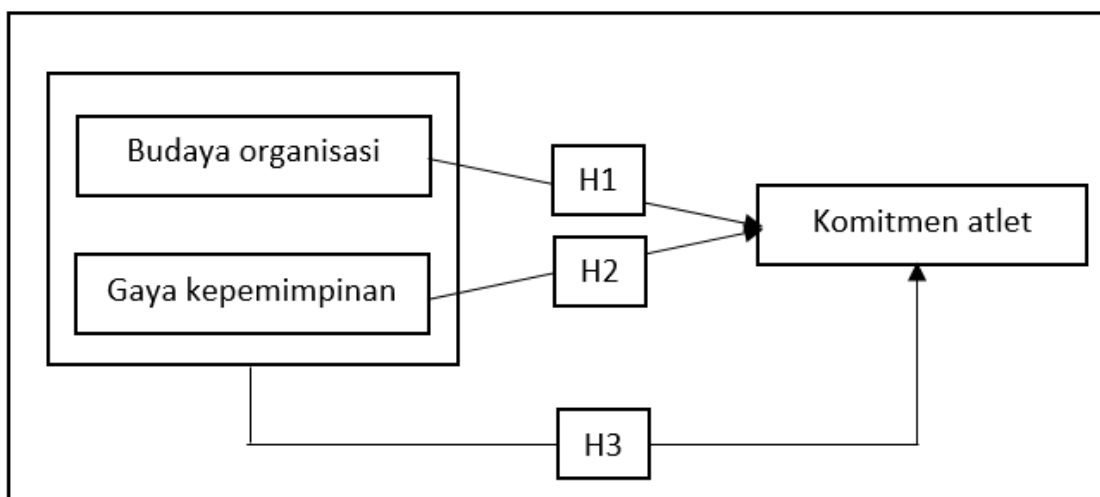 Budaya organisasi
H1
Komitmen atlet
H2
Gaya kepemimpinan
H3